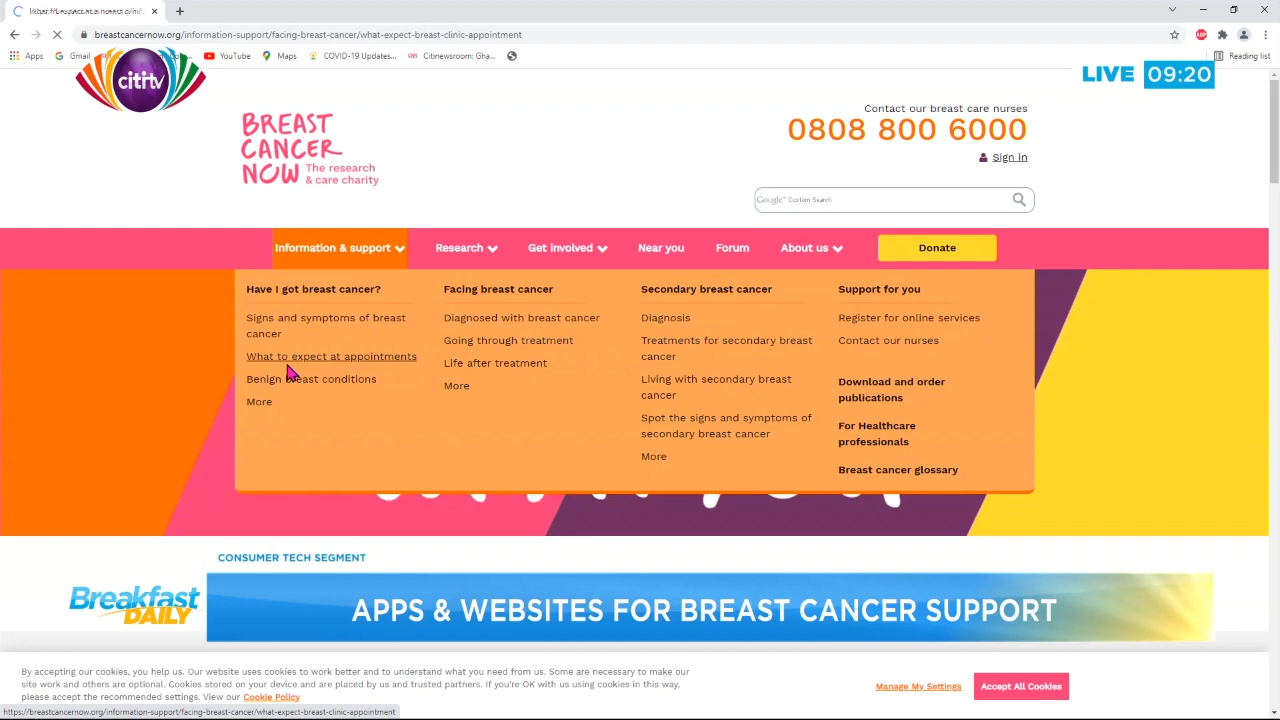 breastcancernow.org/information-support/facing-breast-cancer/what-expect-breast-clinic-appointment
Apps
Gmail
YouTube
Maps
COVID-19 Updates...
Citinewsroom: Gha...
Reading list
citi tv
LIVE 09:20
BREAST
CANCER
NOW The research
& care charity
Contact our breast care nurses
0808 800 6000
Sign in
Google™ Custom Search
Information & support
Research
Get involved
Near you
Forum
About us
Donate
Have I got breast cancer?
Signs and symptoms of breast
cancer
What to expect at appointments
Benign breast conditions
More
Facing breast cancer
Diagnosed with breast cancer
Going through treatment
Life after treatment
More
Secondary breast cancer
Diagnosis
Treatments for secondary breast
cancer
Living with secondary breast
cancer
Spot the signs and symptoms of
secondary breast cancer
More
Support for you
Register for online services
Contact our nurses
Download and order
publications
For Healthcare
professionals
Breast cancer glossary
CONSUMER TECH SEGMENT
Breakfast
DAILY
APPS & WEBSITES FOR BREAST CANCER SUPPORT
By accepting our cookies, you help us. Our website uses cookies to work better and to understand what you need from us. Some are necessary to make our
site work and others are optional. Cookies stored on your device and are placed by us and trusted partners. If you're OK with us using cookies in this way,
please accept the recommended settings. View our Cookie Policy
Manage My Settings
Accept All Cookies
https://breastcancernow.org/information-support/facing-breast-cancer/what-expect-breast-clinic-appointment